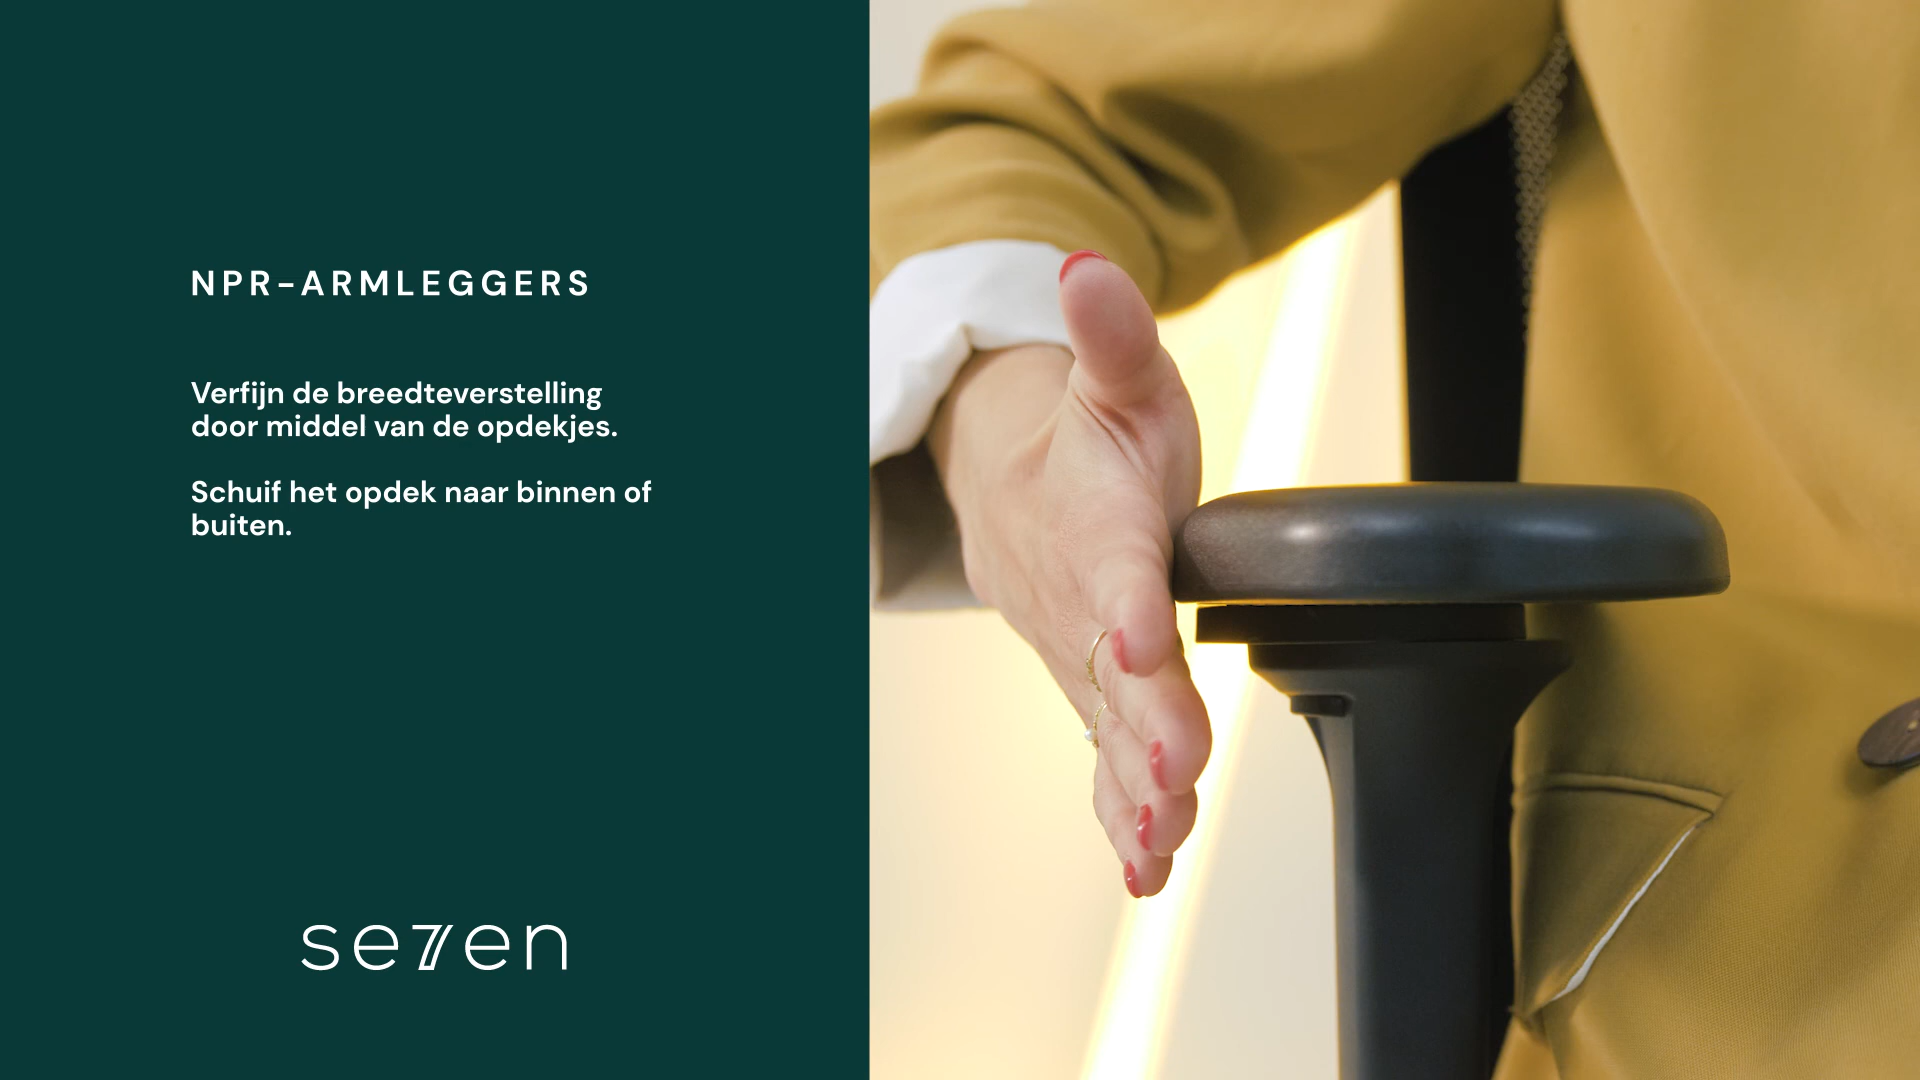 NPR-ARMLEGGERS
Verfijn de breedteverstelling
door middel van de opdekjes.
Schuif het opdek naar binnen of
buiten.
se7en